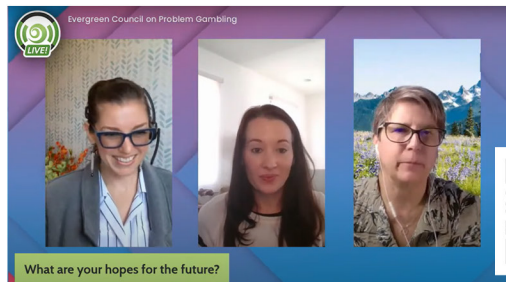 Evergreen Council on Problem Gambling
LIVE!
What are your hopes for the future?